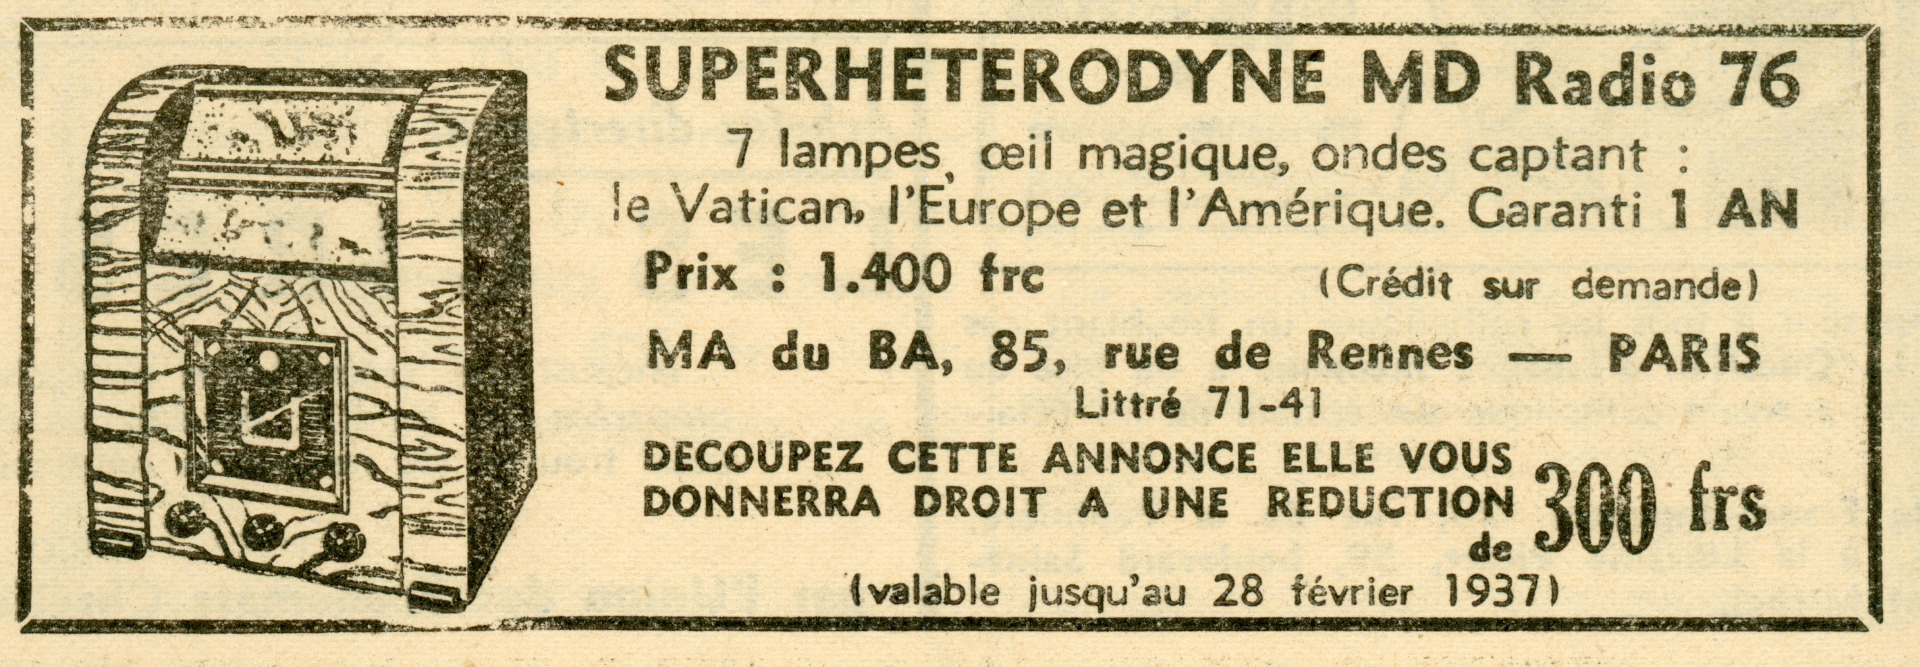 SUPERHETERODYNE MD Radio 76
7 lampes, œil magique, ondes captant :
le Vatican, l'Europe et l'Amérique. Garanti 1 AN
Prix : 1.400 frc (Crédit sur demande)
MA du BA, 85, rue de Rennes — PARIS
Littré 71-41
DECOUPEZ CETTE ANNONCE ELLE VOUS
DONNERRA DROIT A UNE REDUCTION
de 300 frs
(valable jusqu'au 28 février 1937)